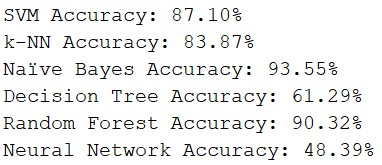 SVM Accuracy: 87.10%
k-NN Accuracy: 83.87%
Naïve Bayes Accuracy: 93.55%
Decision Tree Accuracy: 61.29%
Random Forest Accuracy: 90.32%
Neural Network Accuracy: 48.39%